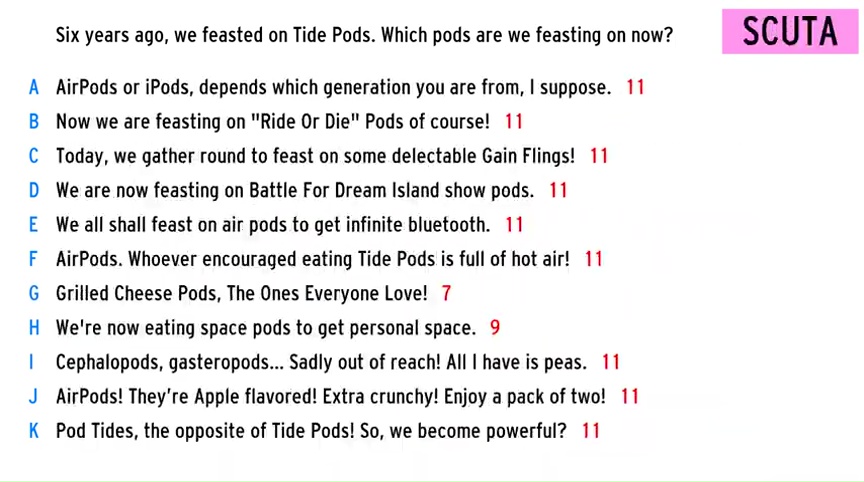 Six years ago, we feasted on Tide Pods. Which pods are we feasting on now?
SCUTA
A AirPods or iPods, depends which generation you are from, I suppose. 11
B Now we are feasting on "Ride Or Die" Pods of course! 11
C Today, we gather round to feast on some delectable Gain Flings! 11
D We are now feasting on Battle For Dream Island show pods. 11
E We all shall feast on air pods to get infinite bluetooth. 11
F AirPods. Whoever encouraged eating Tide Pods is full of hot air! 11
G Grilled Cheese Pods, The Ones Everyone Love! 7
H We're now eating space pods to get personal space. 9
I Cephalopods, gasteropods... Sadly out of reach! All I have is peas. 11
J AirPods! They're Apple flavored! Extra crunchy! Enjoy a pack of two! 11
K Pod Tides, the opposite of Tide Pods! So, we become powerful? 11